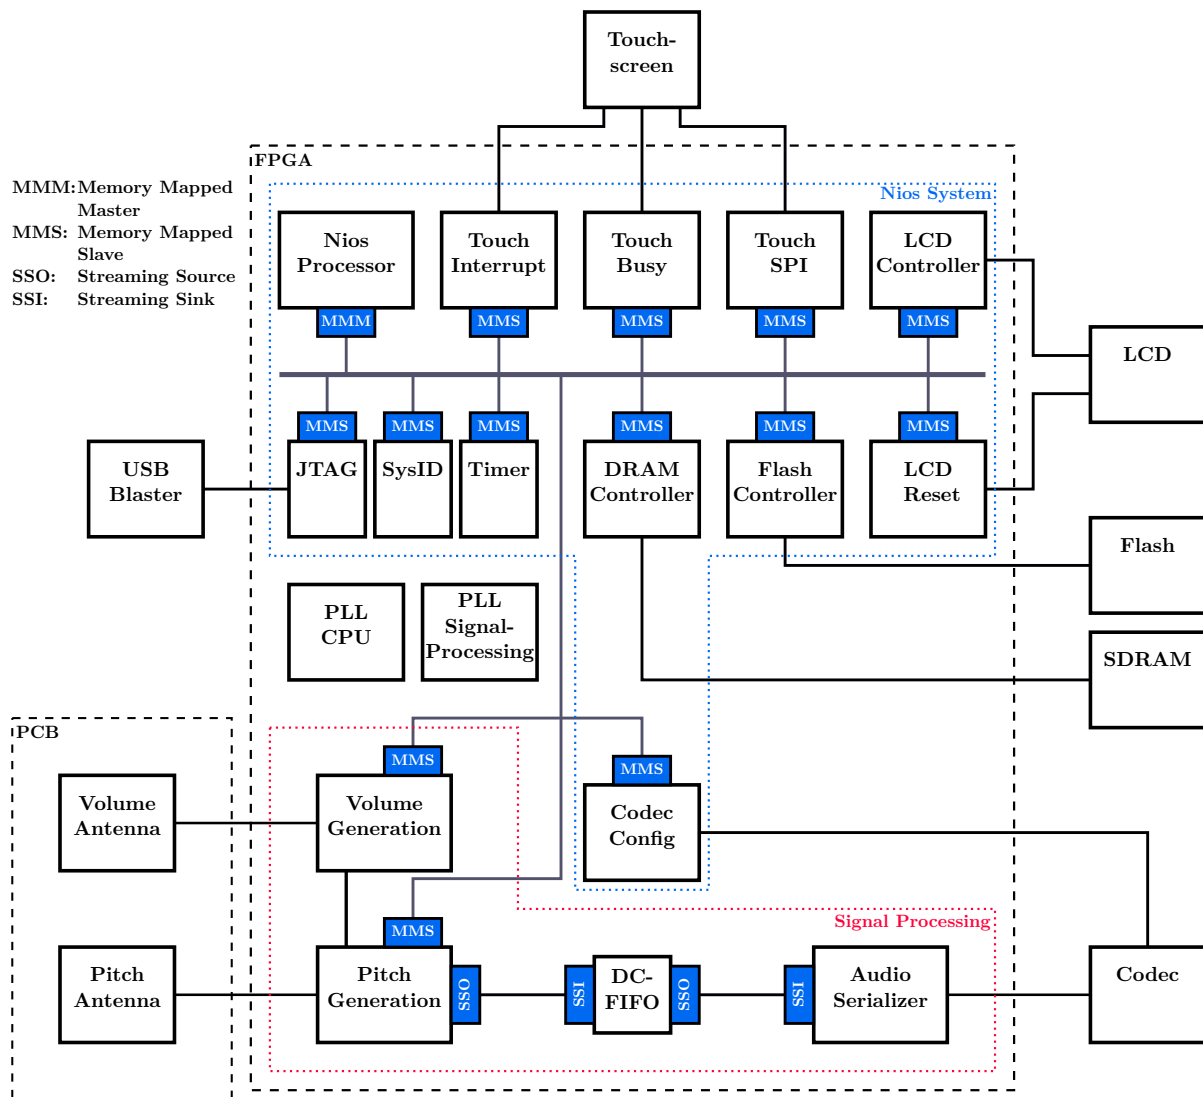 Touch-
screen
FPGA
MMM: Memory Mapped
Master
MMS: Memory Mapped
Slave
SSO: Streaming Source
SSI: Streaming Sink
Nios System
Nios
Processor
Touch
Interrupt
Touch
Busy
Touch
SPI
LCD
Controller
MMM
MMS
MMS
MMS
MMS
LCD
MMS
MMS
MMS
MMS
MMS
MMS
USB
Blaster
JTAG
SysID
Timer
DRAM
Controller
Flash
Controller
LCD
Reset
Flash
PLL
CPU
PLL
Signal-
Processing
SDRAM
PCB
MMS
MMS
Volume
Antenna
Volume
Generation
Codec
Config
Signal Processing
MMS
Pitch
Antenna
Pitch
Generation
SSO
SSI
DC-
FIFO
SSO
SSI
Audio
Serializer
Codec